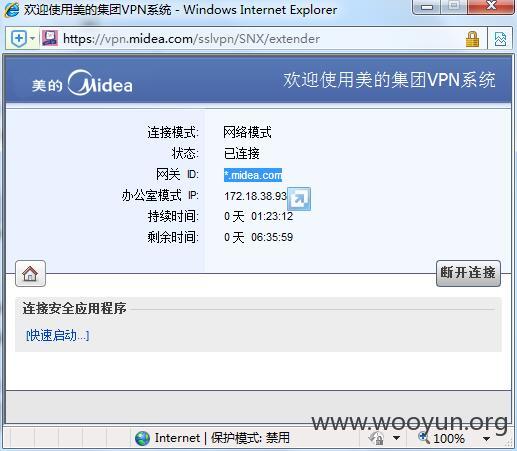 欢迎使用美的集团VPN系统 - Windows Internet Explorer
https://vpn.midea.com/sslvpn/SNX/extender
美的 Midea 欢迎使用美的集团VPN系统
连接模式: 网络模式
状态: 已连接
网关 ID: *.midea.com
办公室模式 IP: 172.18.38.93
持续时间: 0 天 01:23:12
剩余时间: 0 天 06:35:59
断开连接
连接安全应用程序
[快速启动...]
www.wooyun.org
Internet | 保护模式: 禁用 100%